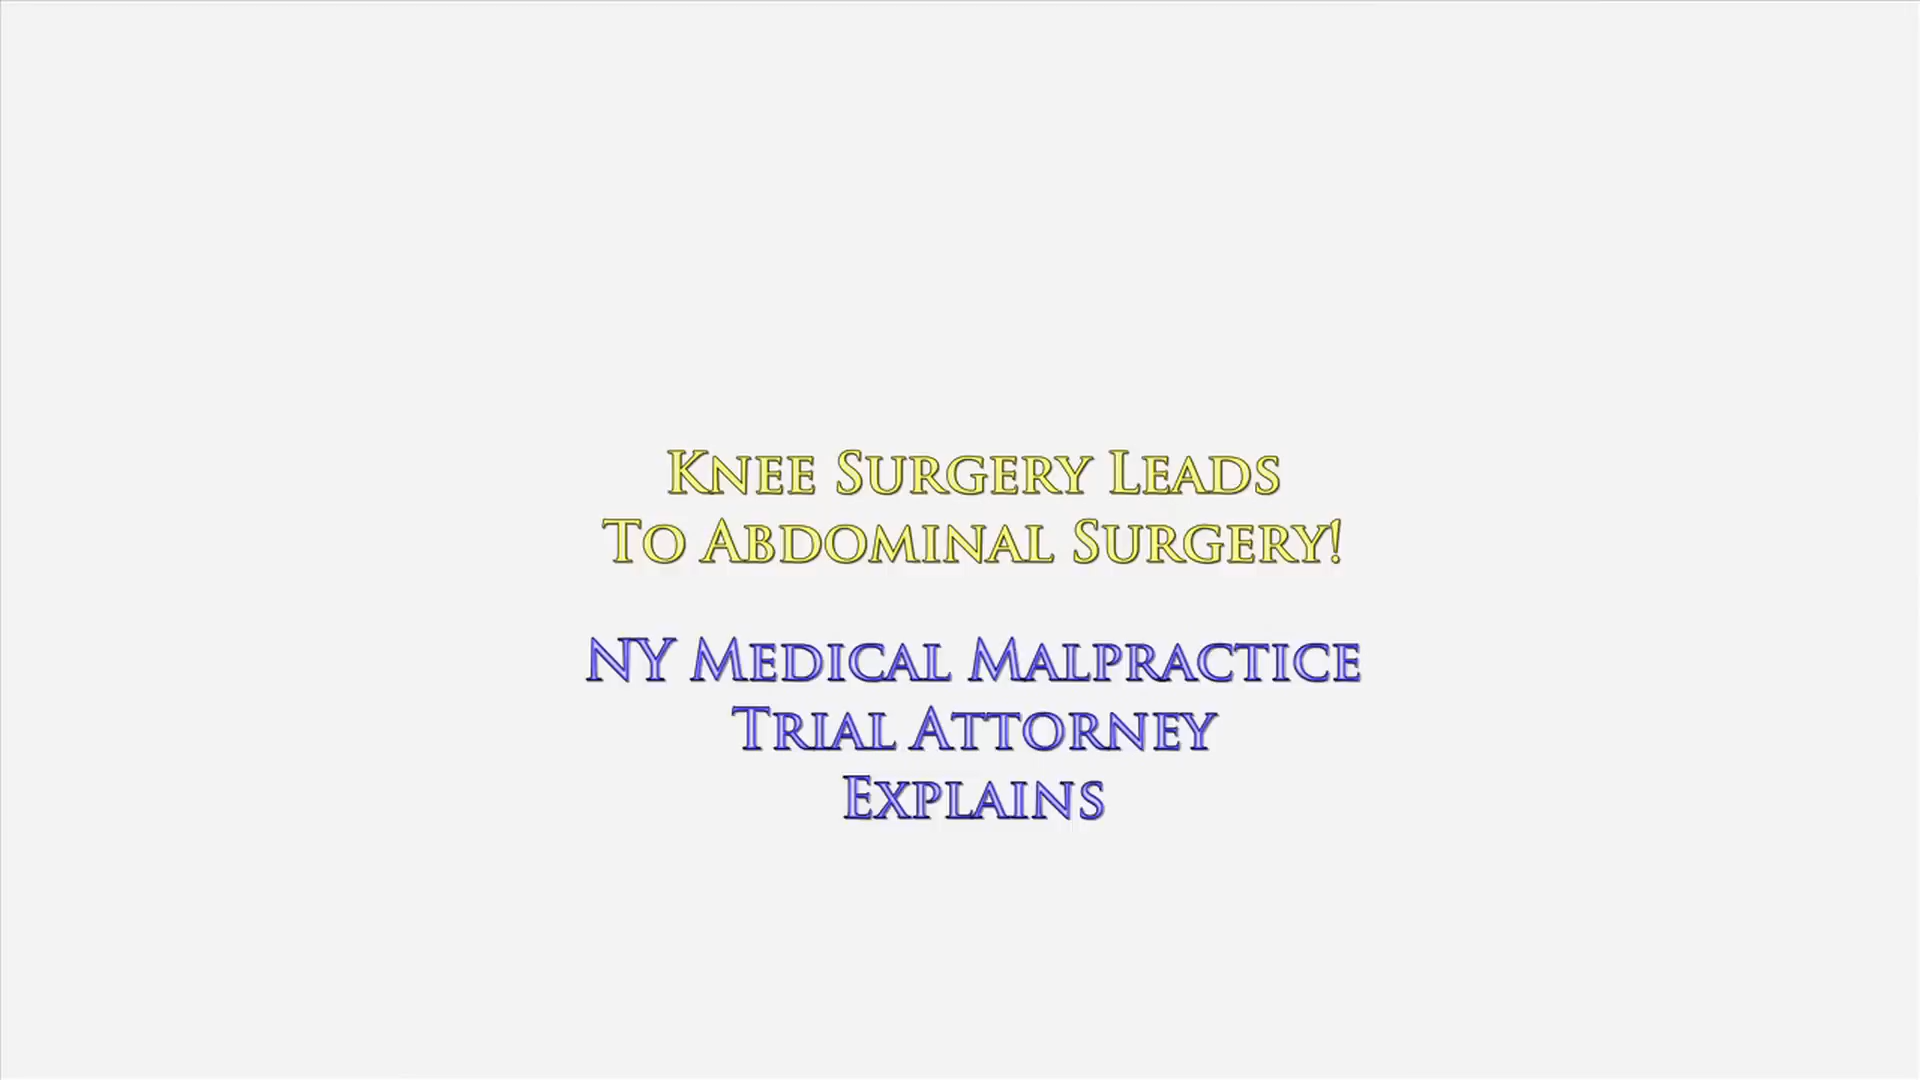 Knee Surgery Leads
To Abdominal Surgery!
NY Medical Malpractice
Trial Attorney
Explains